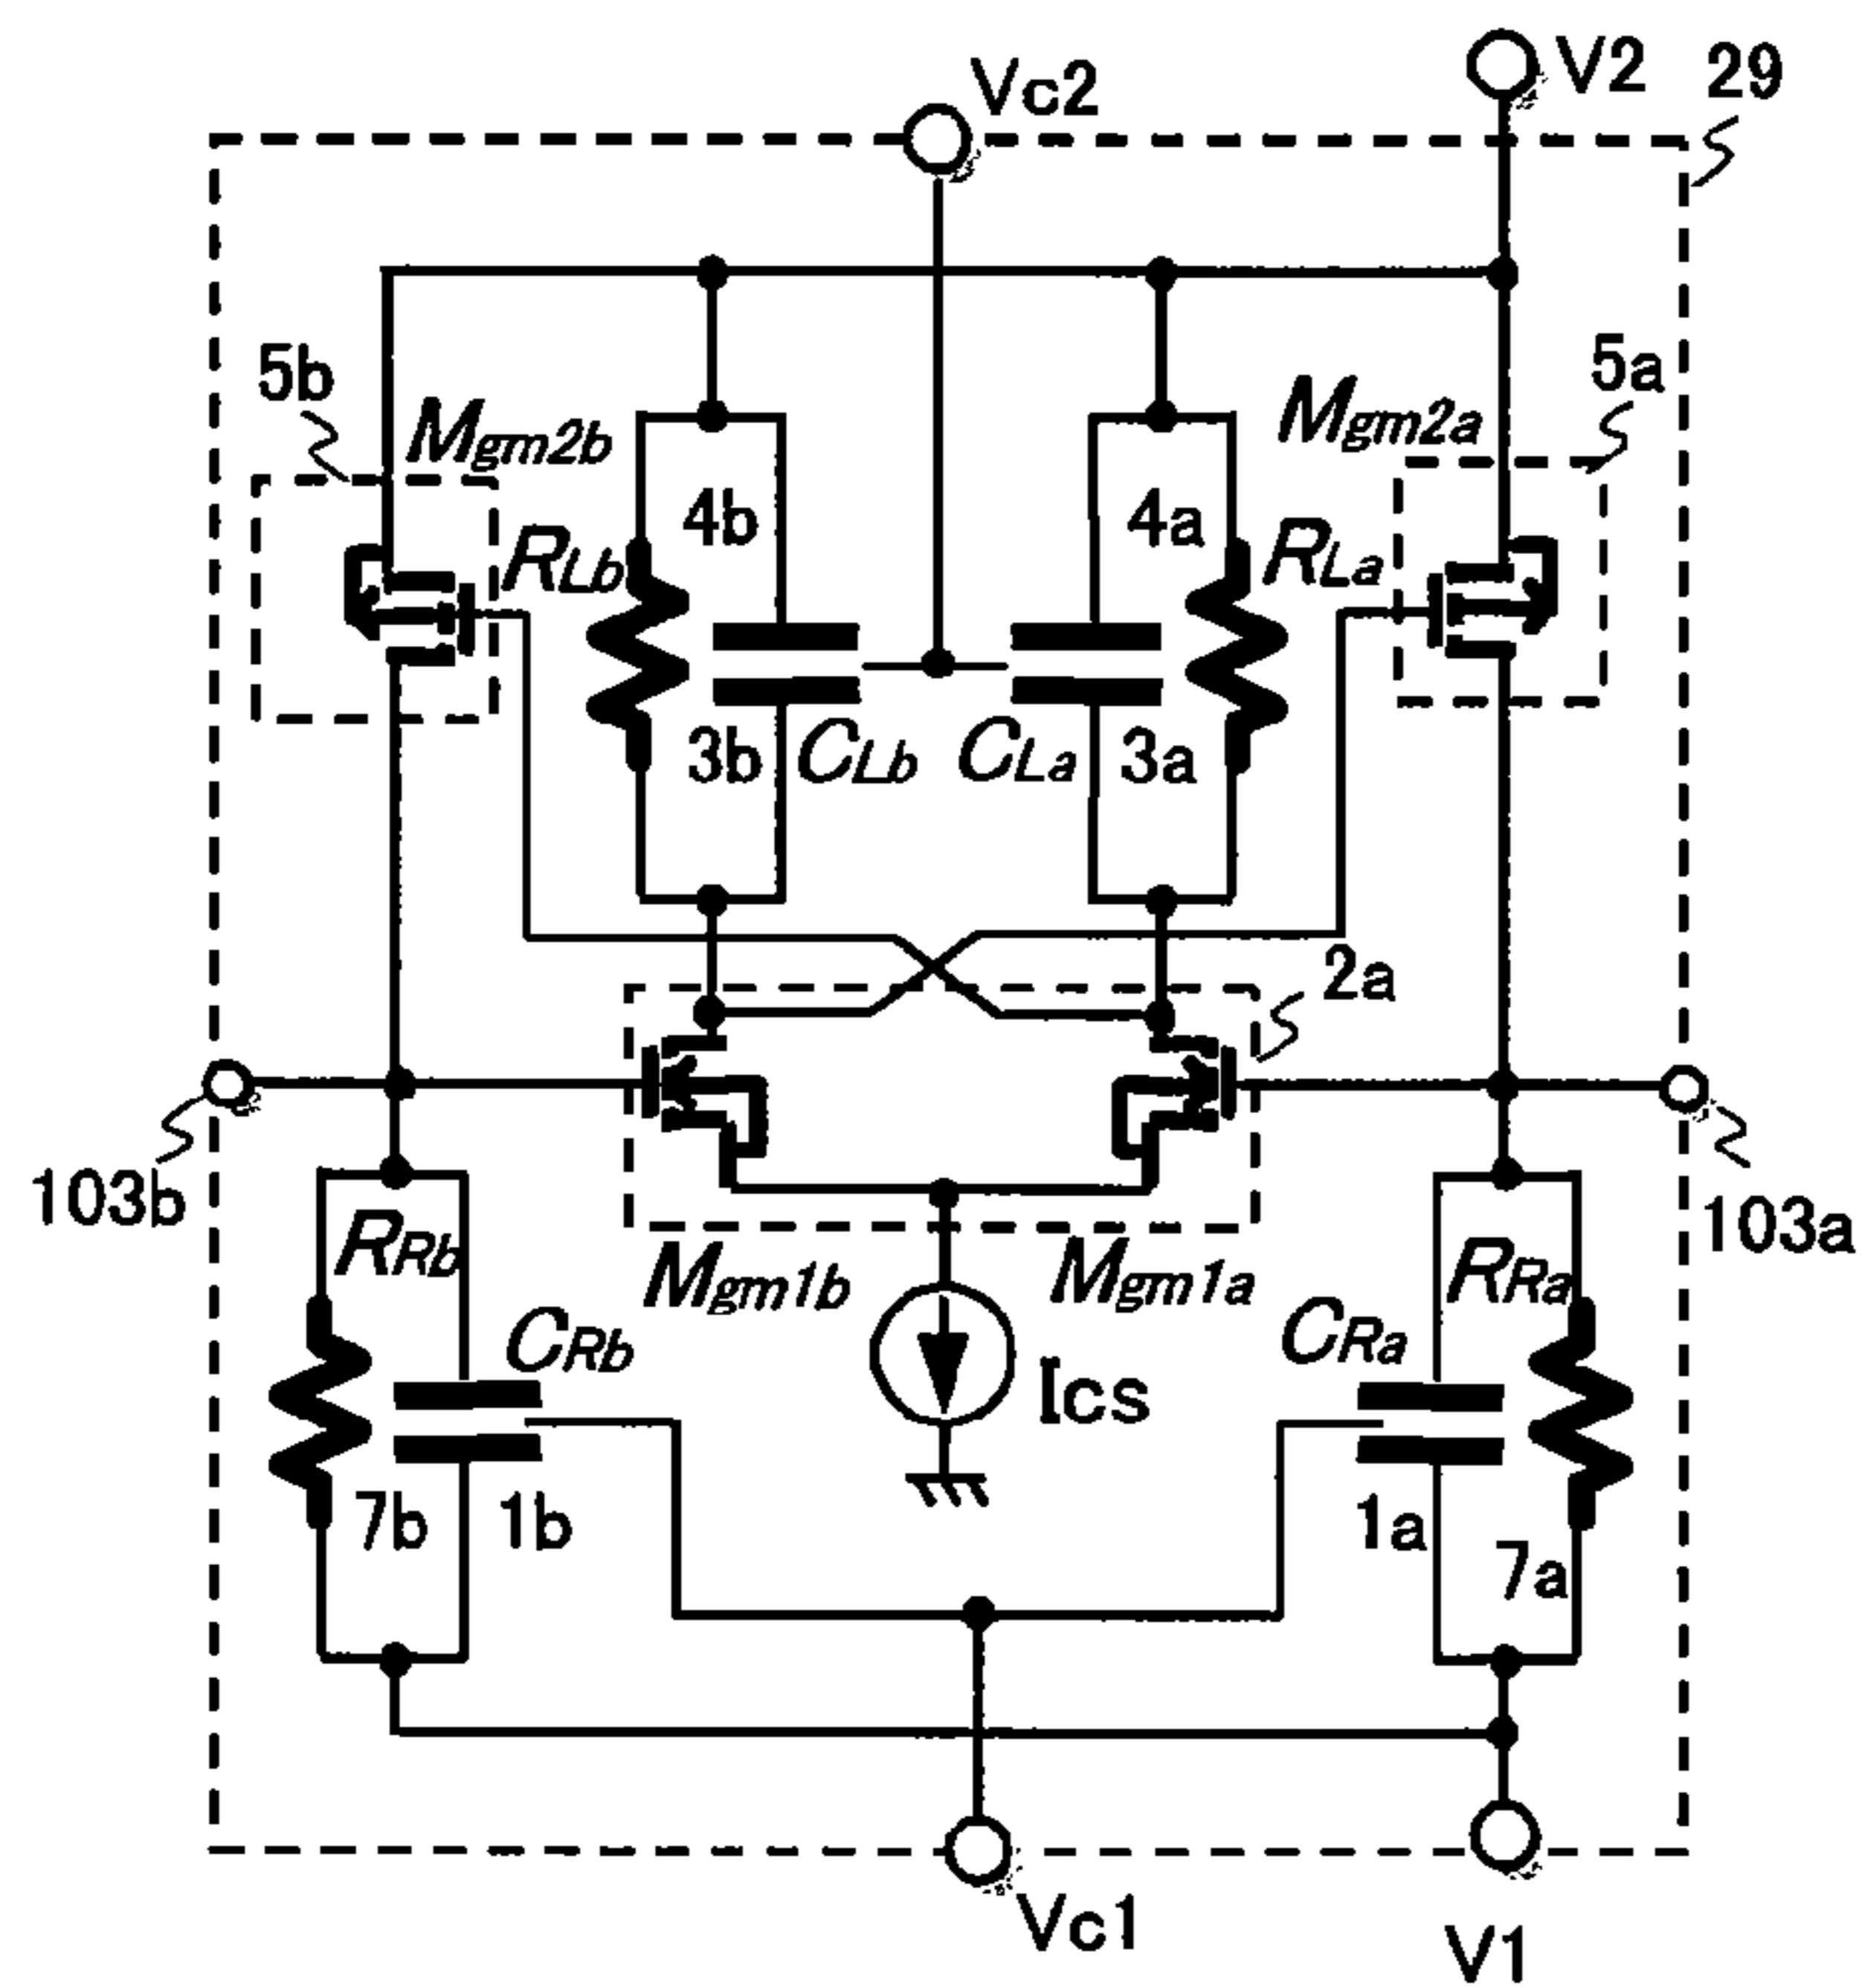 V2
29
Vc2
5b
5a
Mgm2b
Mgm2a
4b
4a
RLb
RLa
3b
CLb
CLa
3a
2a
103b
103a
RRb
Mgm1b
Mgm1a
RRa
CRb
CRa
Ics
7b
1b
1a
7a
Vc1
V1